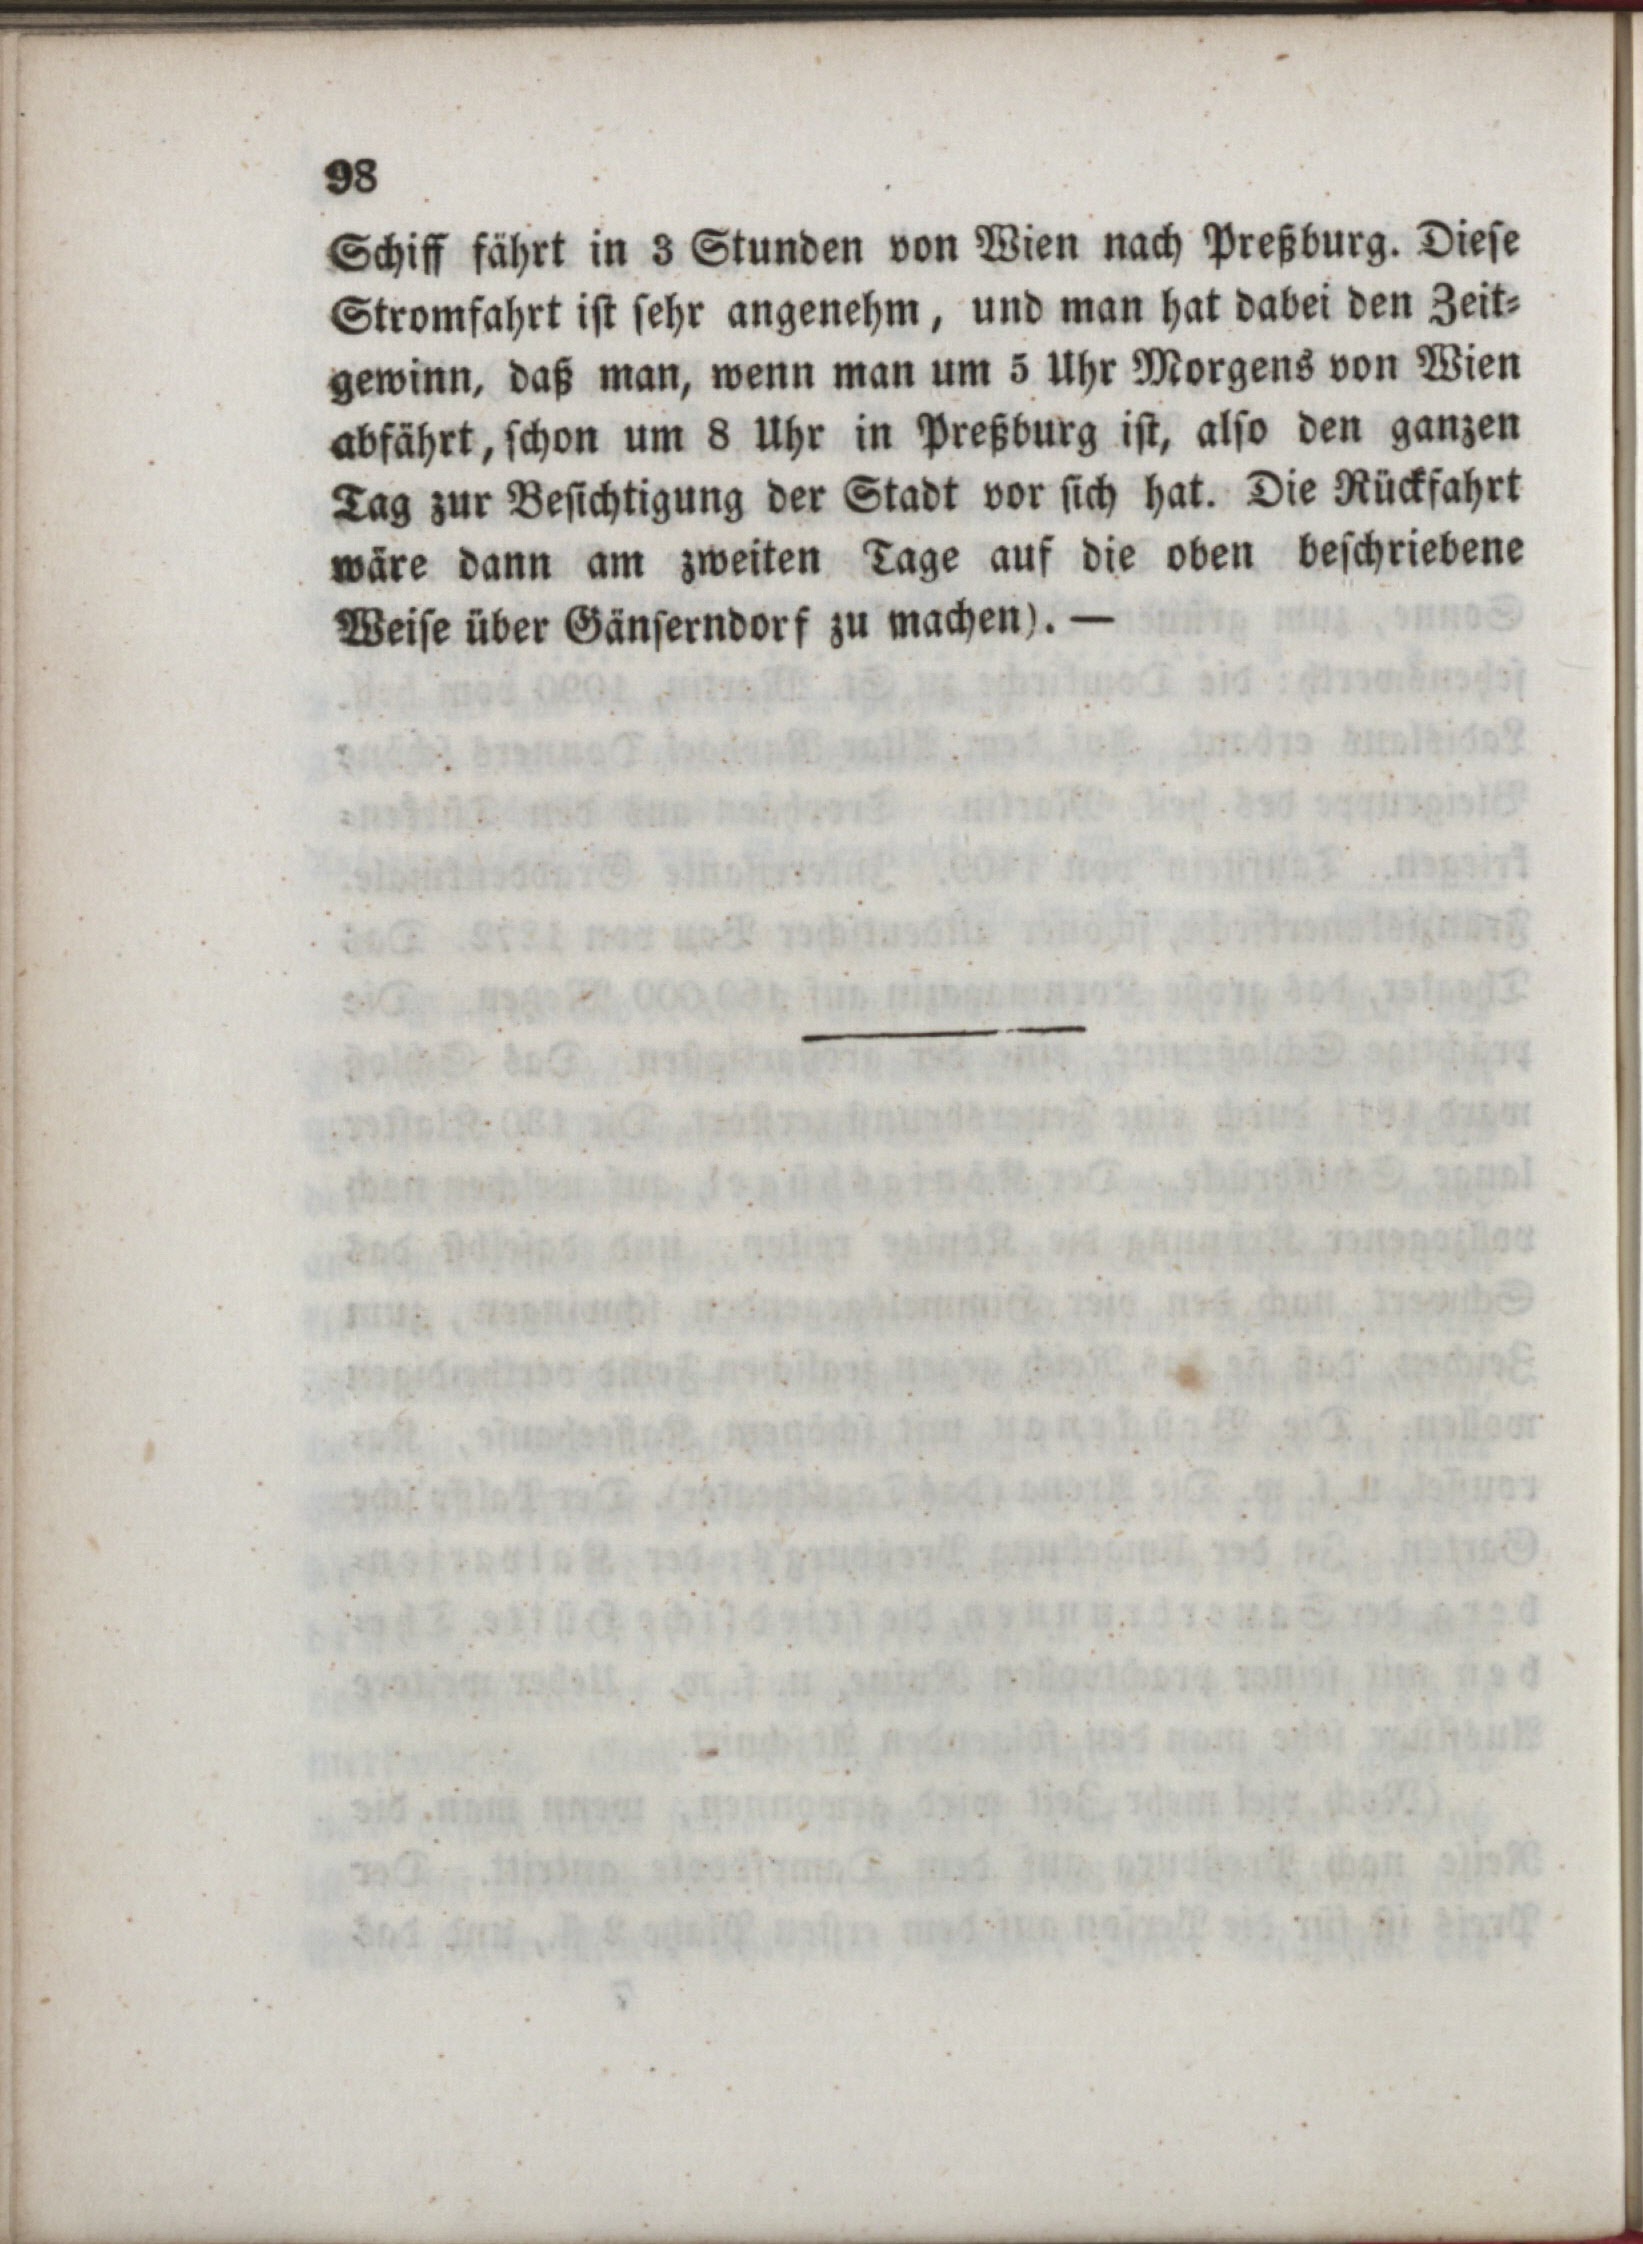 98
Schiff fährt in 3 Stunden von Wien nach Preßburg. Diese
Stromfahrt ist sehr angenehm, und man hat dabei den Zeit-
gewinn, daß man, wenn man um 5 Uhr Morgens von Wien
abfährt, schon um 8 Uhr in Preßburg ist, also den ganzen
Tag zur Besichtigung der Stadt vor sich hat. Die Rückfahrt
wäre dann am zweiten Tage auf die oben beschriebene
Weise über Gänserndorf zu machen). —